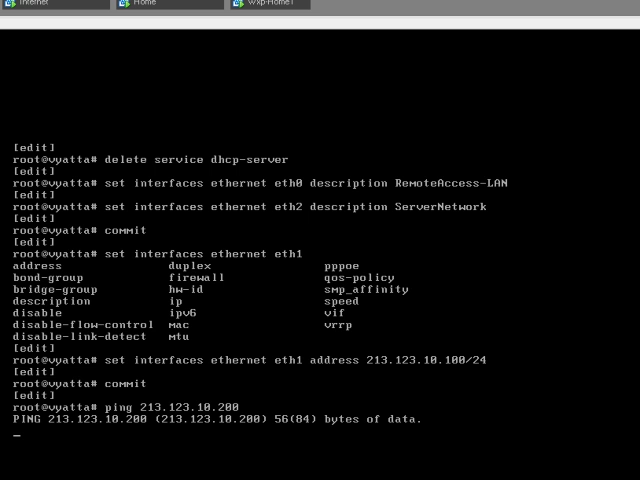 Internet Home Wxp-Home1
[edit]
root@vyatta# delete service dhcp-server
[edit]
root@vyatta# set interfaces ethernet eth0 description RemoteAccess-LAN
[edit]
root@vyatta# set interfaces ethernet eth2 description ServerNetwork
[edit]
root@vyatta# commit
[edit]
root@vyatta# set interfaces ethernet eth1
address duplex pppoe
bond-group firewall qos-policy
bridge-group hw-id smp_affinity
description ip speed
disable ipv6 vif
disable-flow-control mac vrrp
disable-link-detect mtu
[edit]
root@vyatta# set interfaces ethernet eth1 address 213.123.10.100/24
[edit]
root@vyatta# commit
[edit]
root@vyatta# ping 213.123.10.200
PING 213.123.10.200 (213.123.10.200) 56(84) bytes of data.